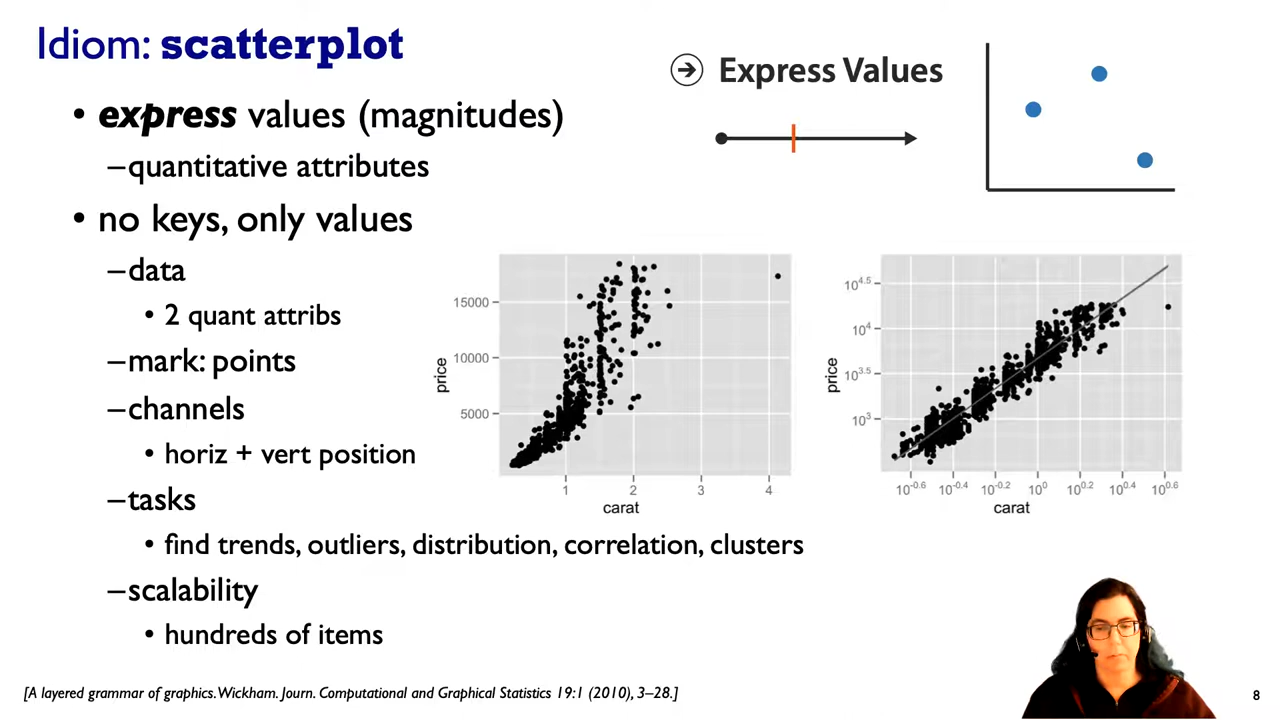 Idiom: scatterplot
• express values (magnitudes)
–quantitative attributes
• no keys, only values
–data
• 2 quant attribs
–mark: points
–channels
• horiz + vert position
–tasks
• find trends, outliers, distribution, correlation, clusters
–scalability
• hundreds of items
Express Values
15000
10000
5000
price
1 2 3 4
carat
10^4.5
10^4
10^3.5
10^3
price
10^-0.6 10^-0.4 10^-0.2 10^0 10^0.2 10^0.4 10^0.6
carat
[A layered grammar of graphics. Wickham. Journ. Computational and Graphical Statistics 19:1 (2010), 3–28.]
8